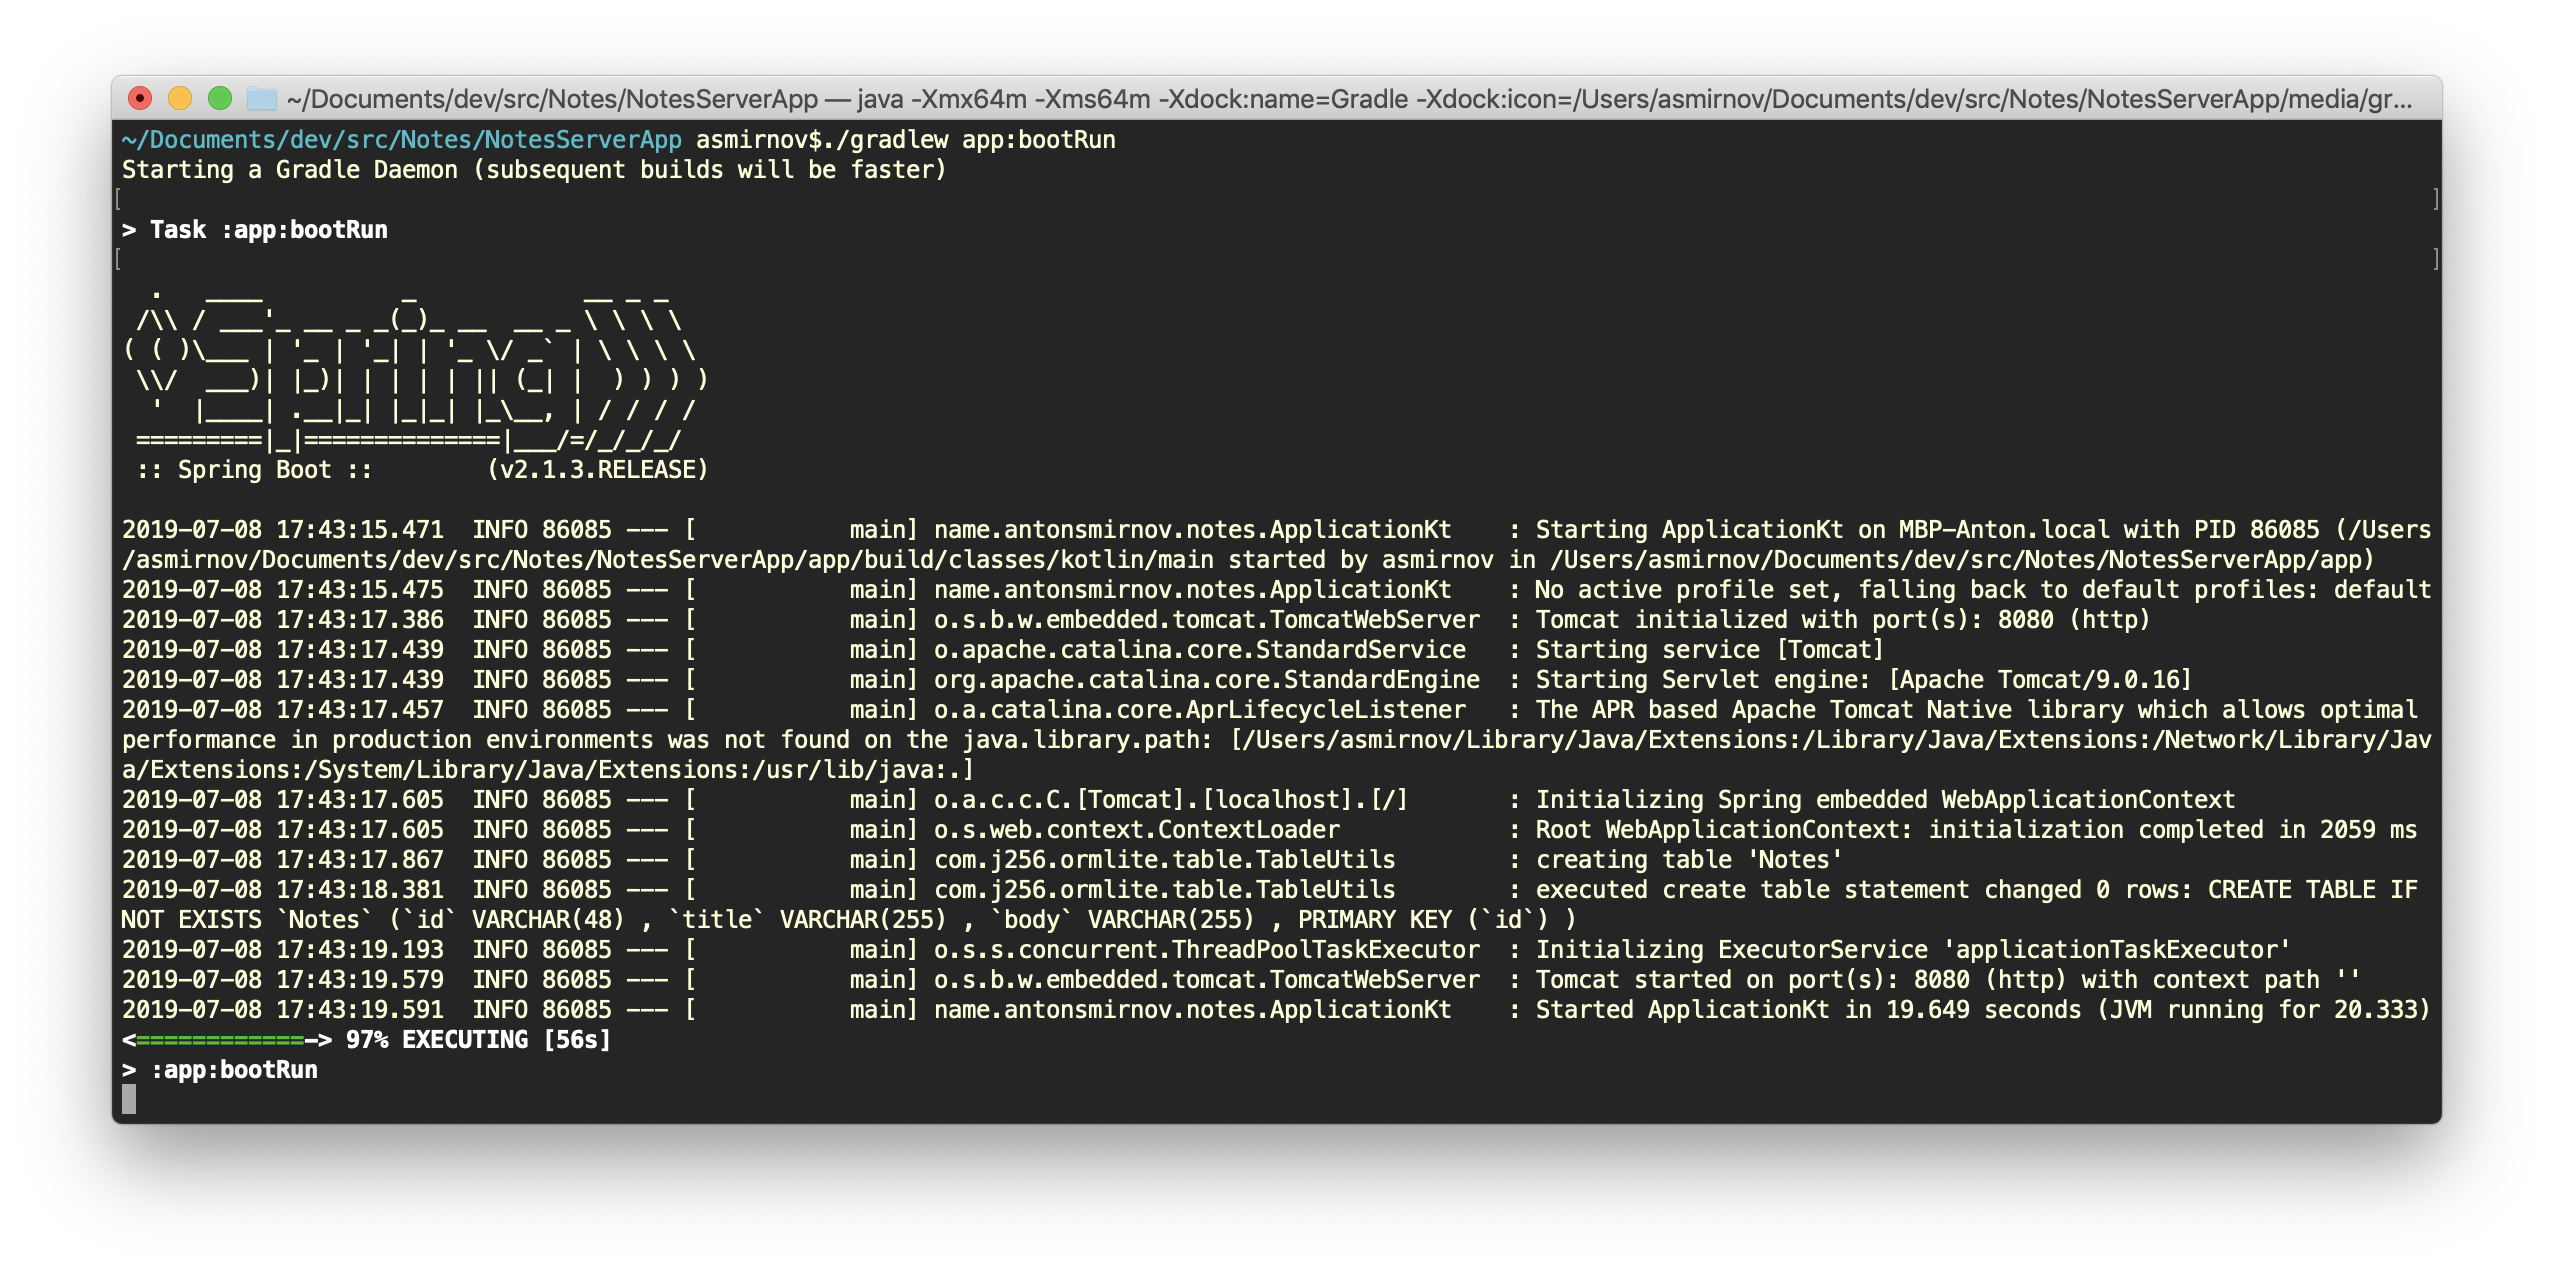 ~/Documents/dev/src/Notes/NotesServerApp — java -Xmx64m -Xms64m -Xdock:name=Gradle -Xdock:icon=/Users/asmirnov/Documents/dev/src/Notes/NotesServerApp/media/gr...
~/Documents/dev/src/Notes/NotesServerApp asmirnov$./gradlew app:bootRun
Starting a Gradle Daemon (subsequent builds will be faster)
[ ]
> Task :app:bootRun
[ ]
  .   ____          _            __ _ _
 /\\ / ___'_ __ _ _(_)_ __  __ _ \ \ \ \
( ( )\___ | '_ | '_| | '_ \/ _` | \ \ \ \
 \\/  ___)| |_)| | | | | || (_| |  ) ) ) )
  '  |____| .__|_| |_|_| |_\__, | / / / /
 =========|_|==============|___/=/_/_/_/
 :: Spring Boot ::        (v2.1.3.RELEASE)
2019-07-08 17:43:15.471  INFO 86085 --- [           main] name.antonsmirnov.notes.ApplicationKt    : Starting ApplicationKt on MBP-Anton.local with PID 86085 (/Users
/asmirnov/Documents/dev/src/Notes/NotesServerApp/app/build/classes/kotlin/main started by asmirnov in /Users/asmirnov/Documents/dev/src/Notes/NotesServerApp/app)
2019-07-08 17:43:15.475  INFO 86085 --- [           main] name.antonsmirnov.notes.ApplicationKt    : No active profile set, falling back to default profiles: default
2019-07-08 17:43:17.386  INFO 86085 --- [           main] o.s.b.w.embedded.tomcat.TomcatWebServer  : Tomcat initialized with port(s): 8080 (http)
2019-07-08 17:43:17.439  INFO 86085 --- [           main] o.apache.catalina.core.StandardService   : Starting service [Tomcat]
2019-07-08 17:43:17.439  INFO 86085 --- [           main] org.apache.catalina.core.StandardEngine  : Starting Servlet engine: [Apache Tomcat/9.0.16]
2019-07-08 17:43:17.457  INFO 86085 --- [           main] o.a.catalina.core.AprLifecycleListener   : The APR based Apache Tomcat Native library which allows optimal
performance in production environments was not found on the java.library.path: [/Users/asmirnov/Library/Java/Extensions:/Library/Java/Extensions:/Network/Library/Jav
a/Extensions:/System/Library/Java/Extensions:/usr/lib/java:.]
2019-07-08 17:43:17.605  INFO 86085 --- [           main] o.a.c.c.C.[Tomcat].[localhost].[/]       : Initializing Spring embedded WebApplicationContext
2019-07-08 17:43:17.605  INFO 86085 --- [           main] o.s.web.context.ContextLoader            : Root WebApplicationContext: initialization completed in 2059 ms
2019-07-08 17:43:17.867  INFO 86085 --- [           main] com.j256.ormlite.table.TableUtils        : creating table 'Notes'
2019-07-08 17:43:18.381  INFO 86085 --- [           main] com.j256.ormlite.table.TableUtils        : executed create table statement changed 0 rows: CREATE TABLE IF
NOT EXISTS `Notes` (`id` VARCHAR(48) , `title` VARCHAR(255) , `body` VARCHAR(255) , PRIMARY KEY (`id`) )
2019-07-08 17:43:19.193  INFO 86085 --- [           main] o.s.s.concurrent.ThreadPoolTaskExecutor  : Initializing ExecutorService 'applicationTaskExecutor'
2019-07-08 17:43:19.579  INFO 86085 --- [           main] o.s.b.w.embedded.tomcat.TomcatWebServer  : Tomcat started on port(s): 8080 (http) with context path ''
2019-07-08 17:43:19.591  INFO 86085 --- [           main] name.antonsmirnov.notes.ApplicationKt    : Started ApplicationKt in 19.649 seconds (JVM running for 20.333)
<============-> 97% EXECUTING [56s]
> :app:bootRun